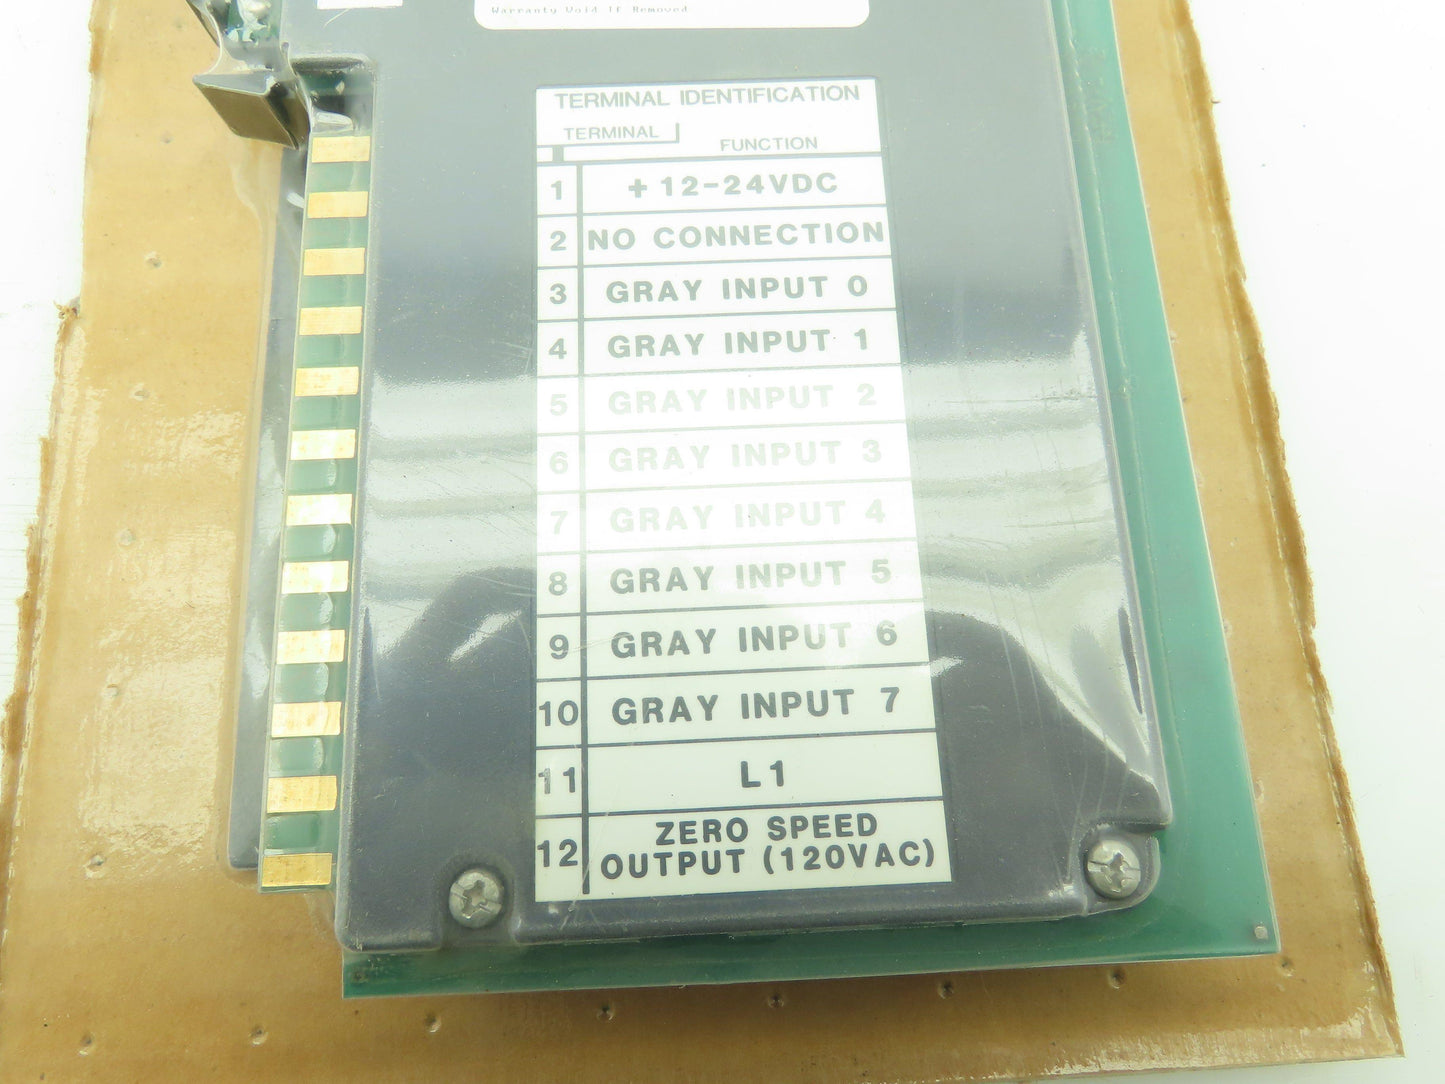 Warranty Void If Removed
TERMINAL IDENTIFICATION
TERMINAL
FUNCTION
1 +12-24VDC
2 NO CONNECTION
3 GRAY INPUT 0
4 GRAY INPUT 1
5 GRAY INPUT 2
6 GRAY INPUT 3
7 GRAY INPUT 4
8 GRAY INPUT 5
9 GRAY INPUT 6
10 GRAY INPUT 7
11 L1
12 ZERO SPEED
OUTPUT (120VAC)